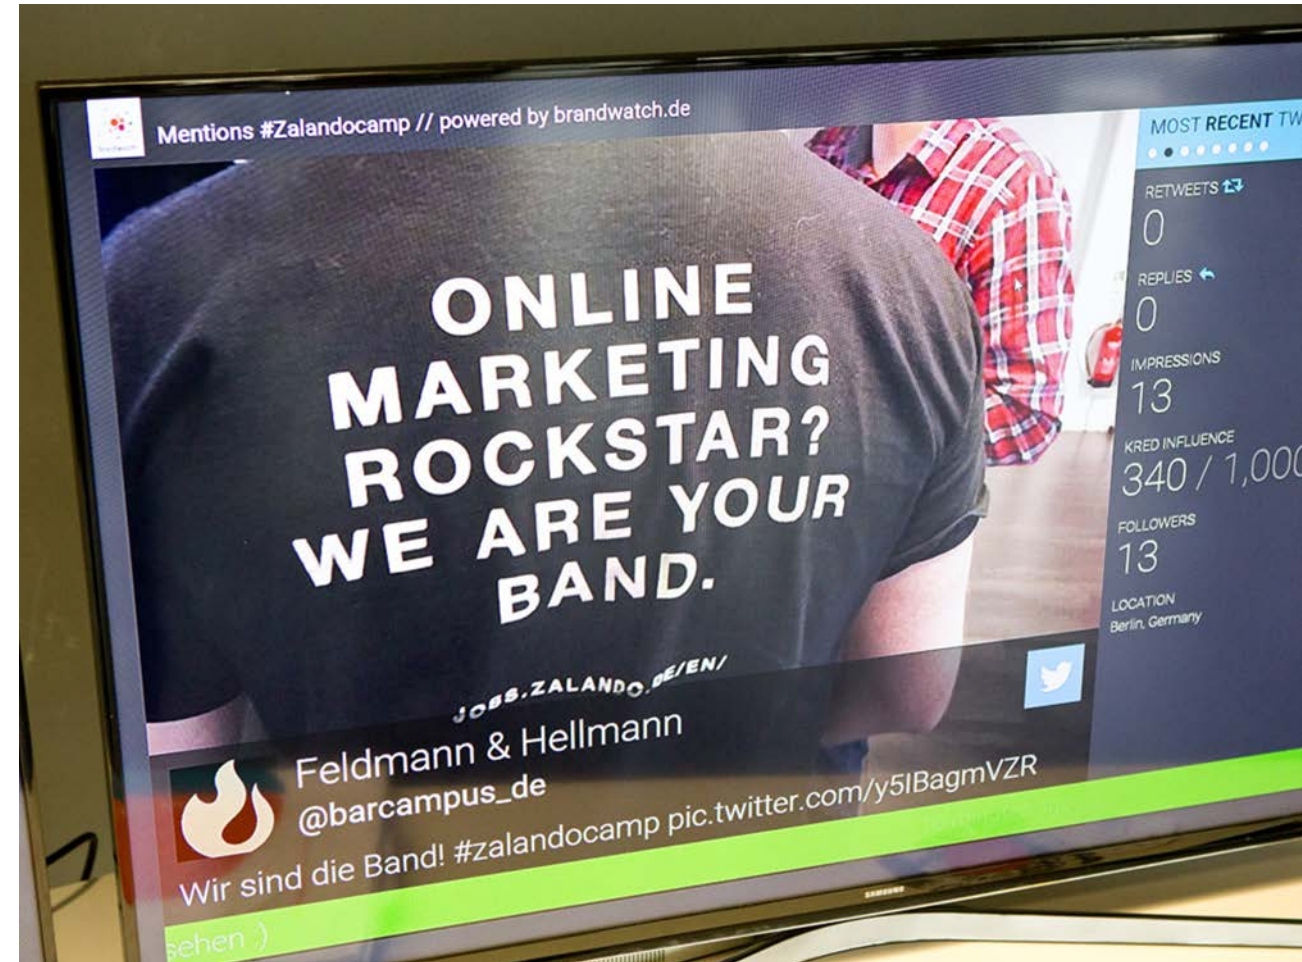 Mentions #Zalandocamp // powered by brandwatch.de
brandwatch
ONLINE
MARKETING
ROCKSTAR?
WE ARE YOUR
BAND.
JOBS.ZALANDO.DE/EN/
Feldmann & Hellmann
@barcampus_de
Wir sind die Band! #zalandocamp pic.twitter.com/y5IBagmVZR
sehen :)
MOST RECENT TW
RETWEETS
0
REPLIES
0
IMPRESSIONS
13
KRED INFLUENCE
340 / 1,000
FOLLOWERS
13
LOCATION
Berlin, Germany
SAMSUNG